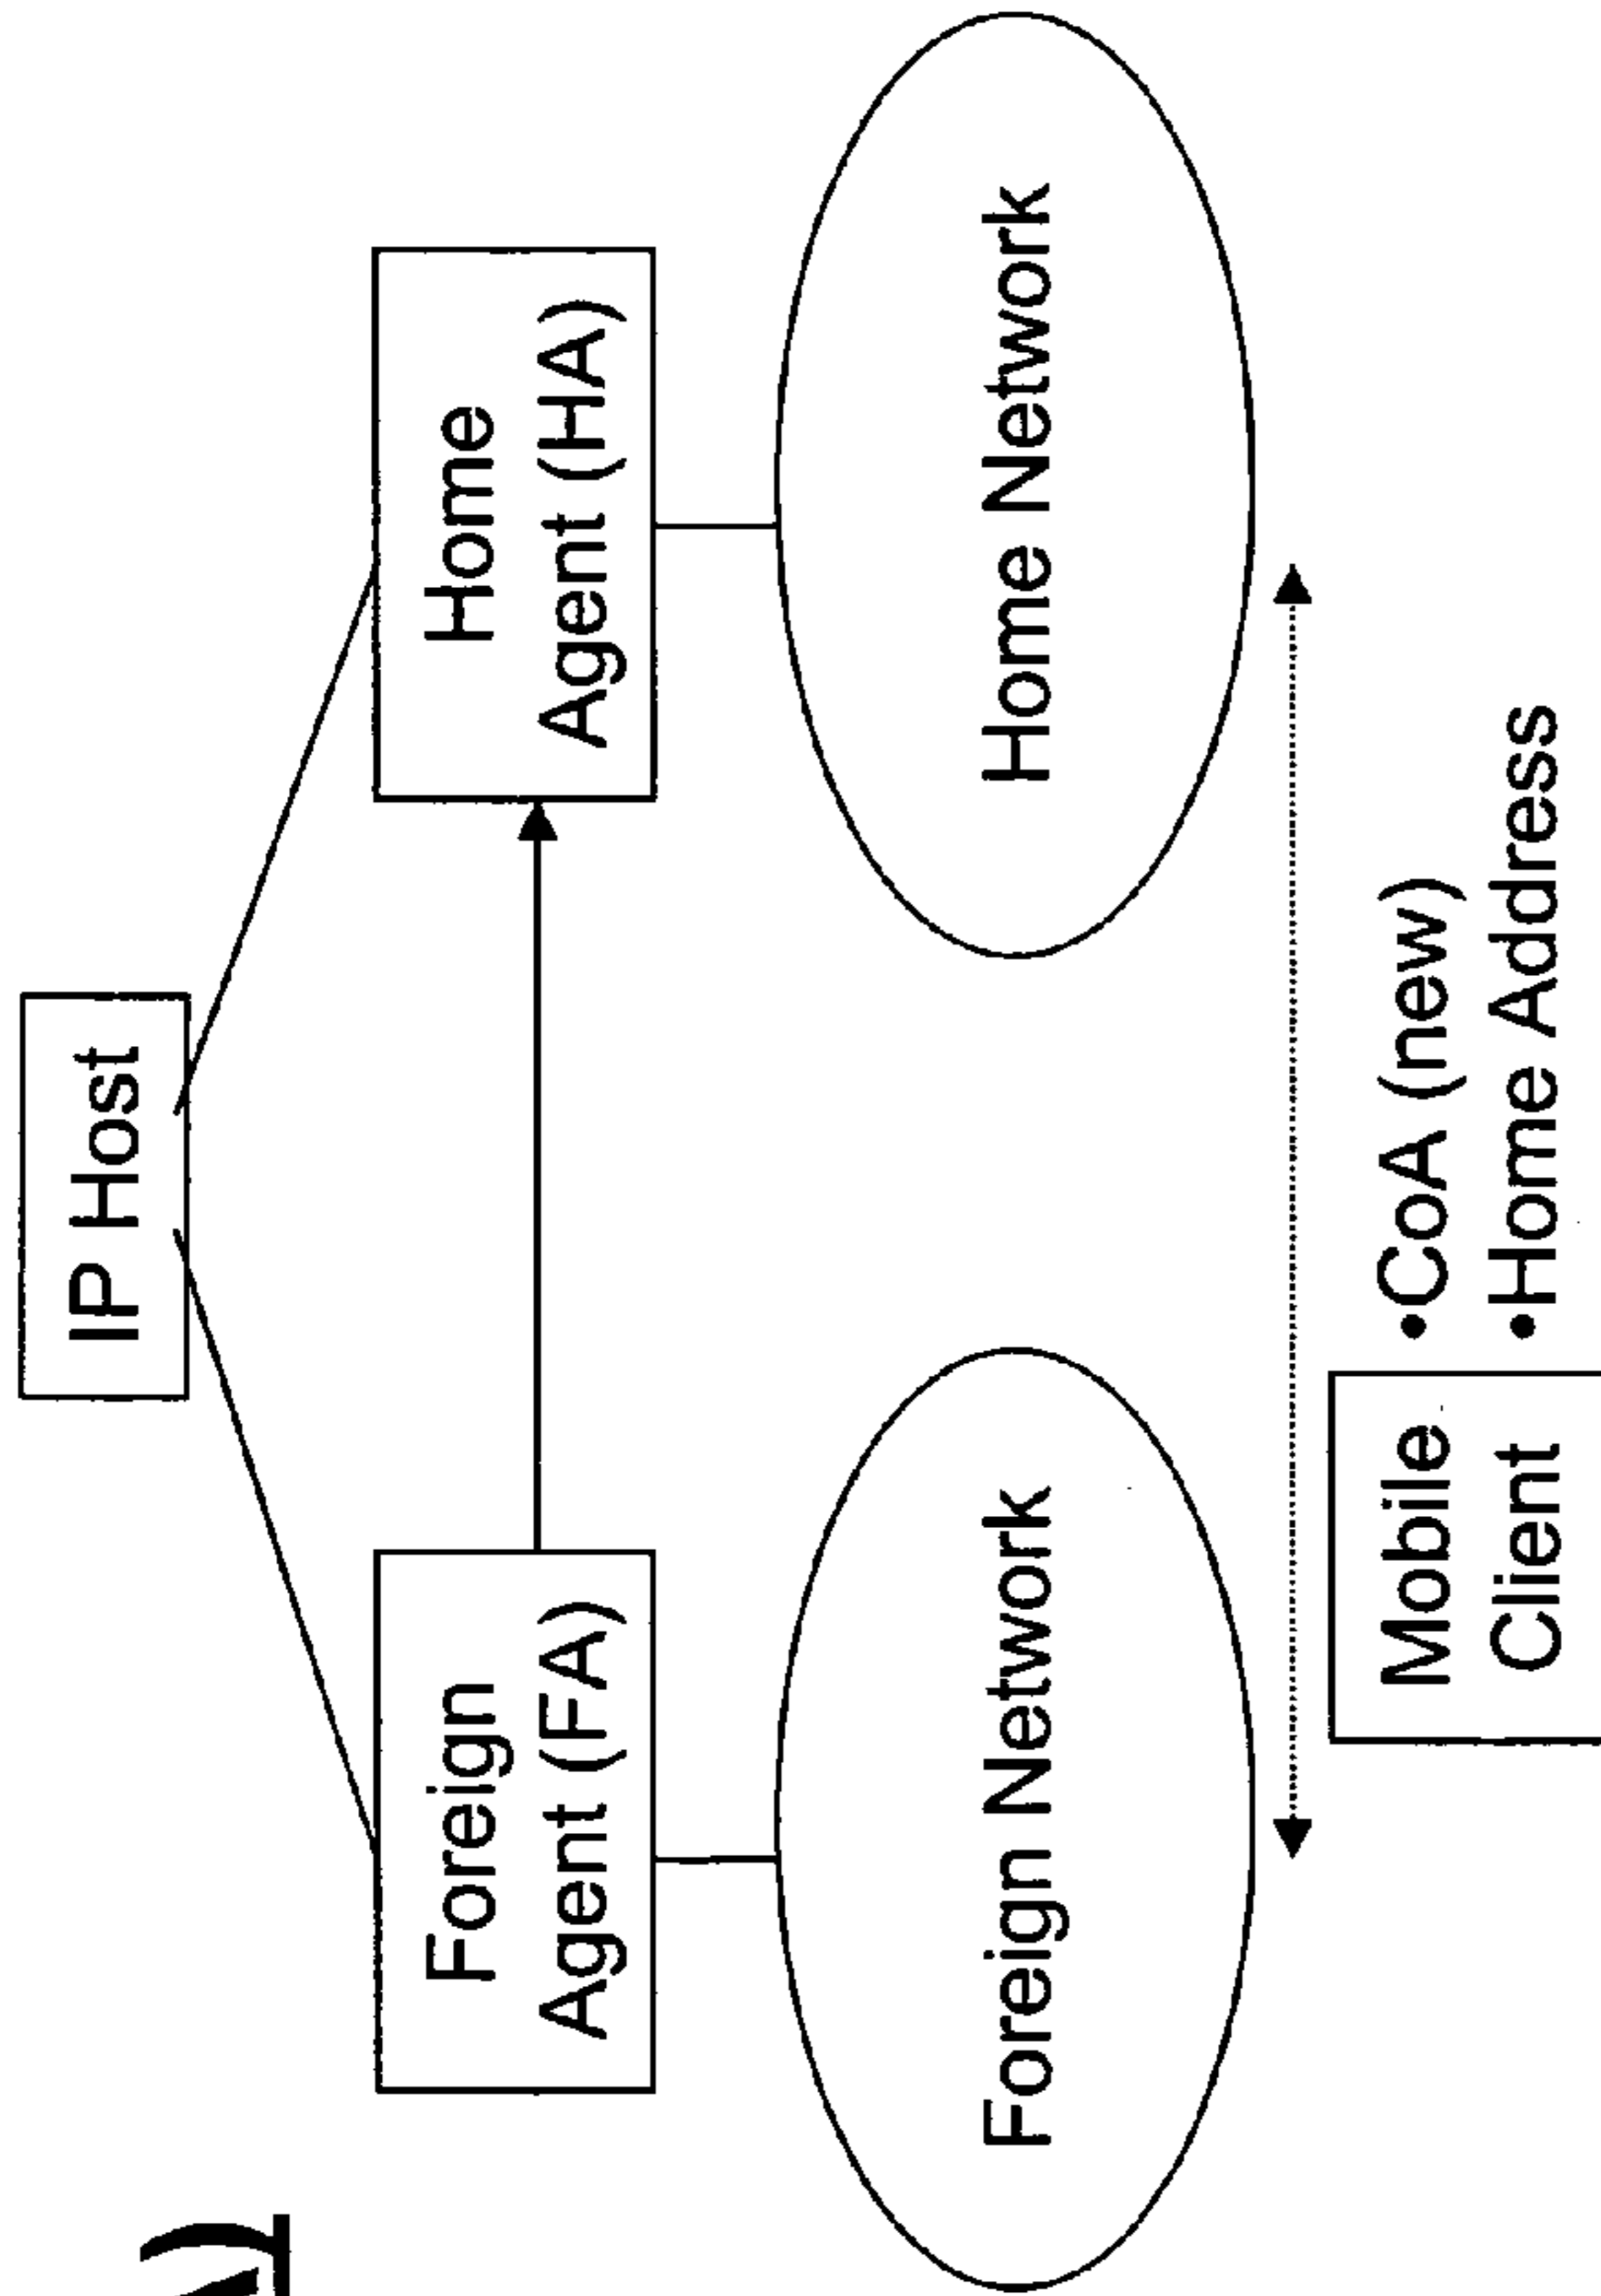 IP Host
Foreign
Agent (FA)
Home
Agent (HA)
Foreign Network
Home Network
Mobile
Client
•CoA (new)
•Home Address